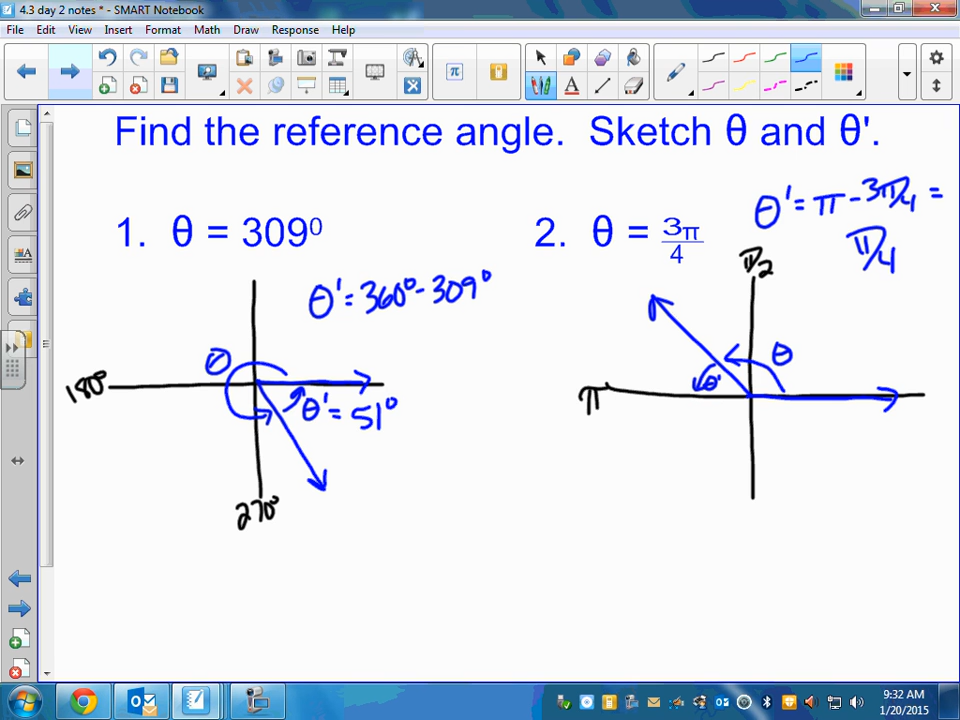 4.3 day 2 notes * - SMART Notebook
File Edit View Insert Format Math Draw Response Help
Find the reference angle. Sketch θ and θ'.
1. θ = 309⁰
θ' = 360° - 309°
θ
180°
θ' = 51°
270°
2. θ = 3π/4
θ' = π - 3π/4 =
π/4
π/2
θ
θ'
π
9:32 AM
1/20/2015